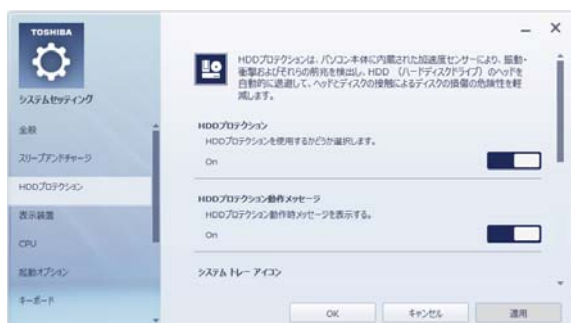 TOSHIBA
システムセッティング
全般
スリープアンドチャージ
HDDプロテクション
表示装置
CPU
起動オプション
キーボード
HDDプロテクションは、パソコン本体に内蔵された加速度センサーにより、振動・
衝撃およびそれらの前兆を検出し、HDD （ハードディスクドライブ）のヘッドを
自動的に退避して、ヘッドとディスクの接触によるディスクの損傷の危険性を軽
減します。
HDDプロテクション
HDDプロテクションを使用するかどうか選択します。
On
HDDプロテクション動作メッセージ
HDDプロテクション動作時メッセージを表示する。
On
システム トレー アイコン
OK キャンセル 適用